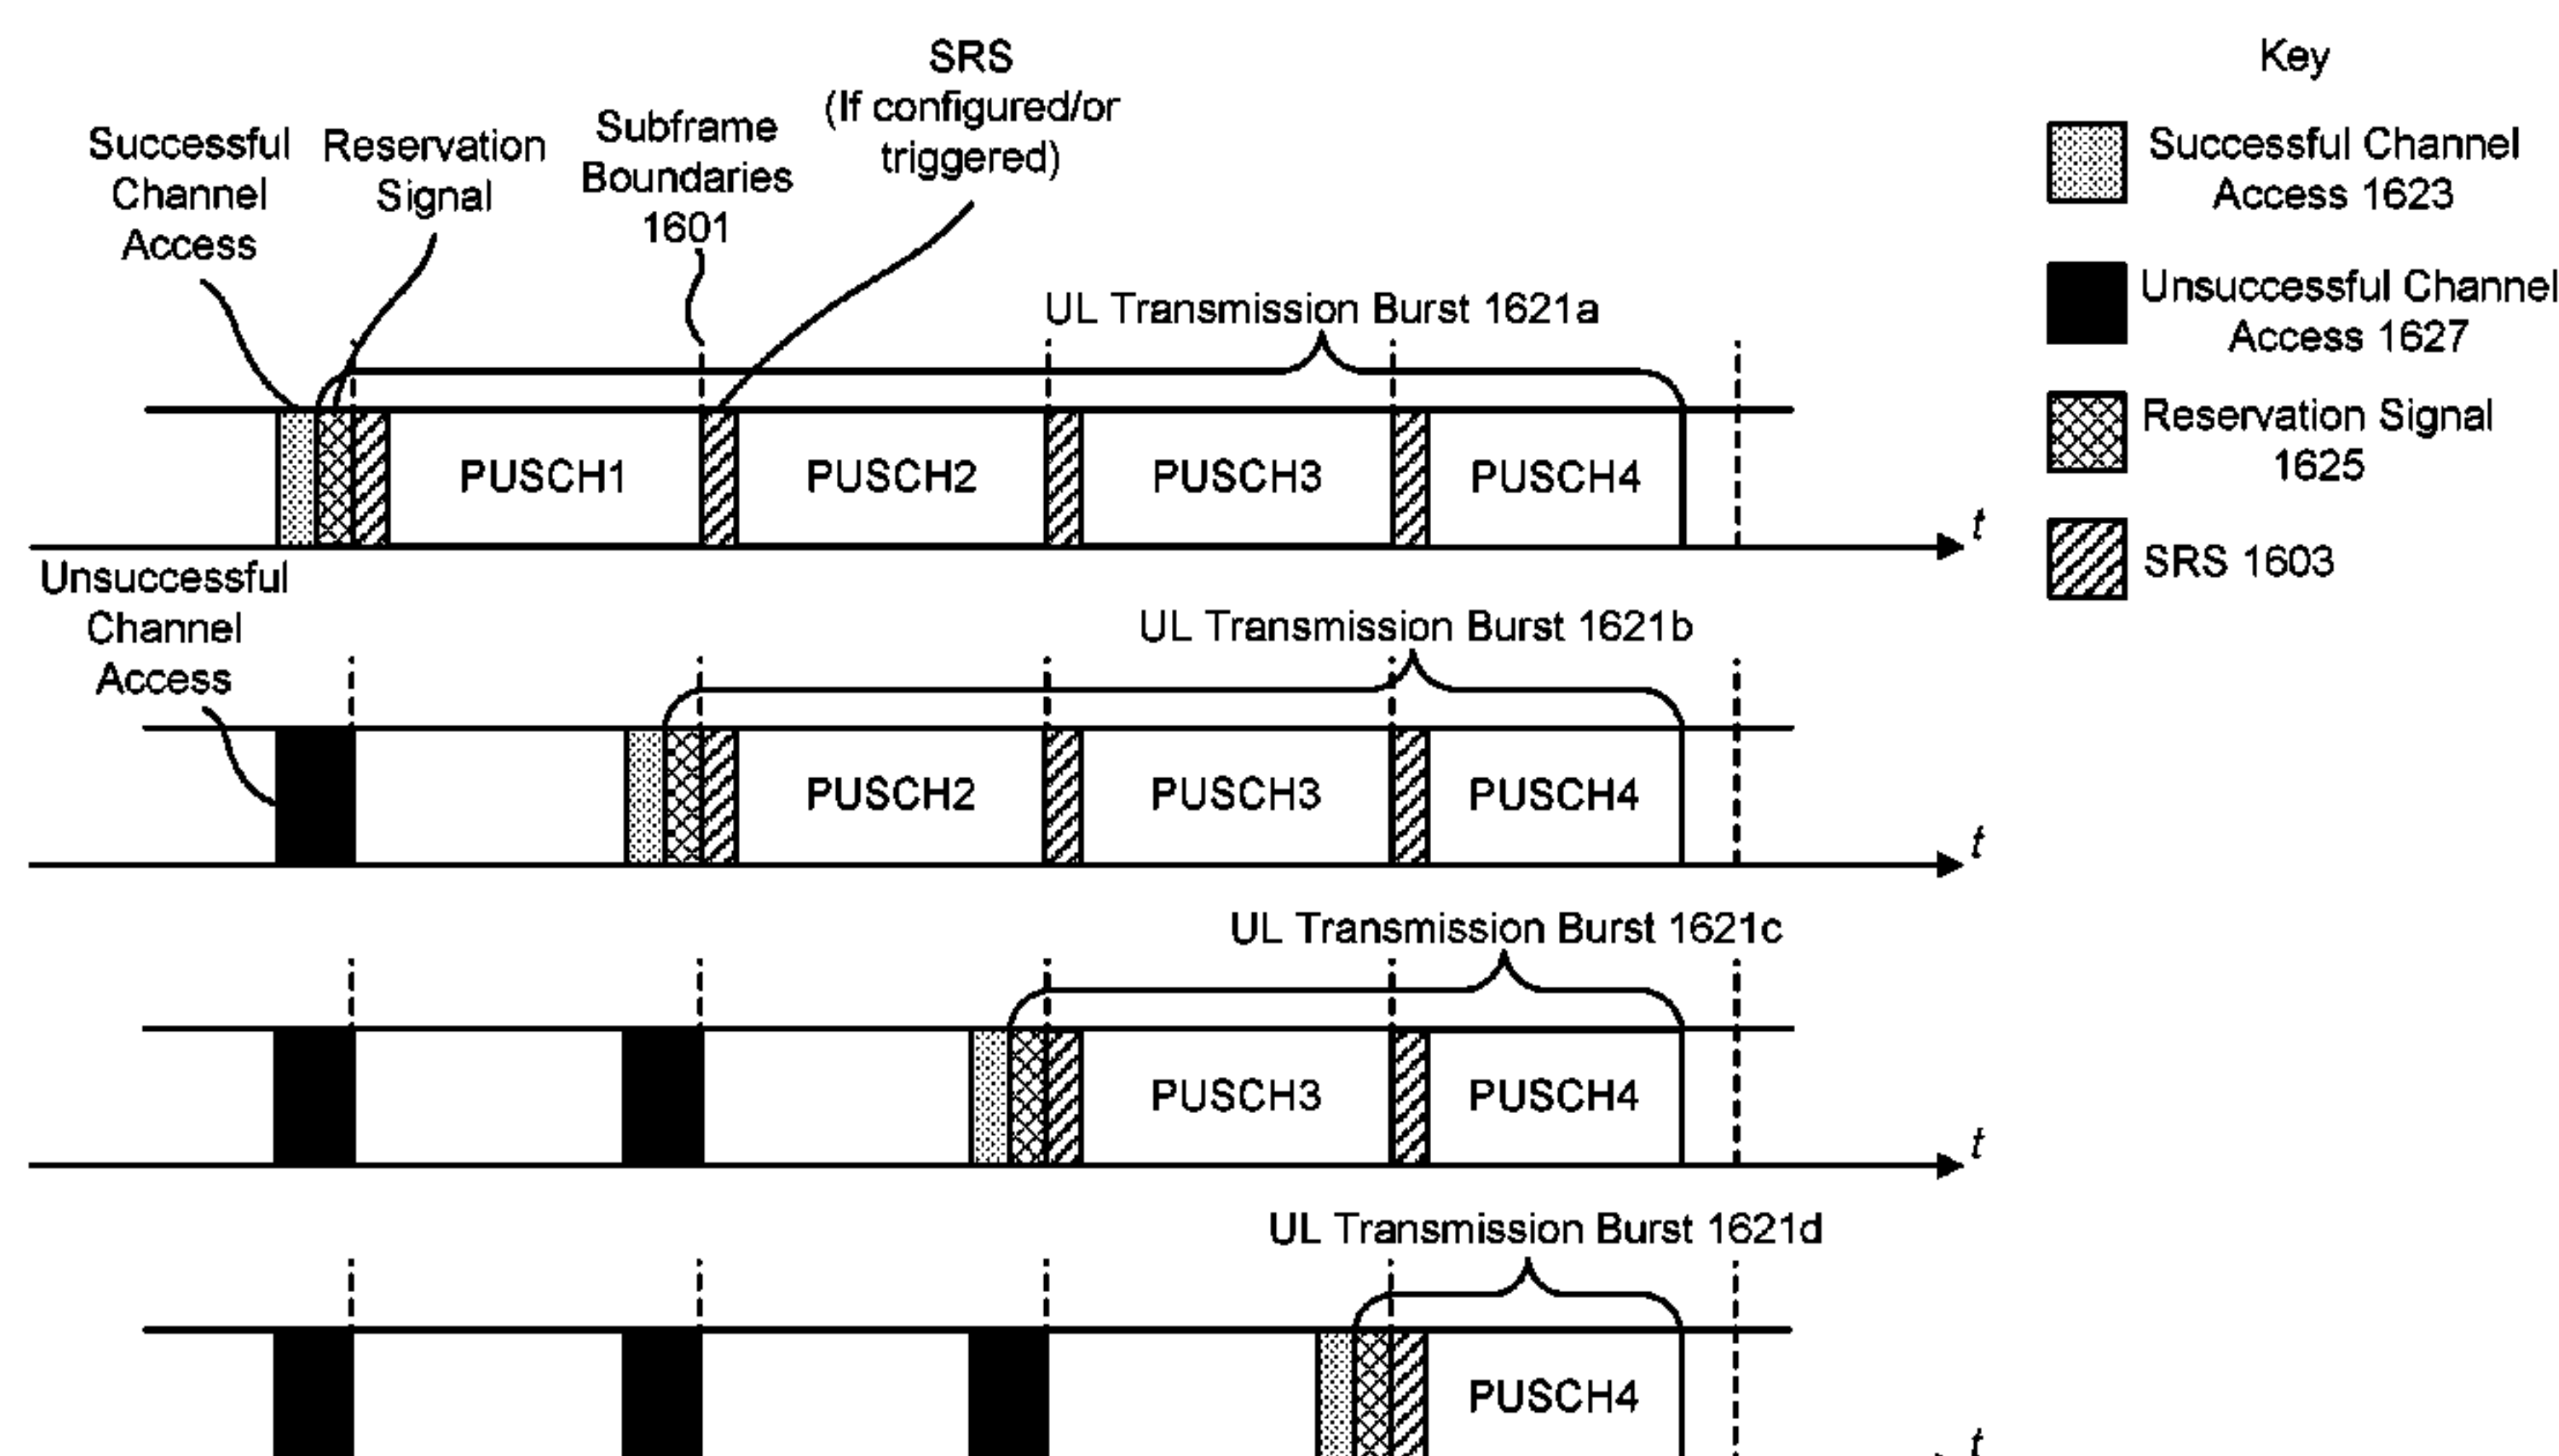 SRS
(If configured/or
triggered)
Successful
Channel
Access
Reservation
Signal
Subframe
Boundaries
1601
UL Transmission Burst 1621a
PUSCH1
PUSCH2
PUSCH3
PUSCH4
t
Unsuccessful
Channel
Access
UL Transmission Burst 1621b
PUSCH2
PUSCH3
PUSCH4
t
UL Transmission Burst 1621c
PUSCH3
PUSCH4
t
UL Transmission Burst 1621d
PUSCH4
t
Key
Successful Channel
Access 1623
Unsuccessful Channel
Access 1627
Reservation Signal
1625
SRS 1603